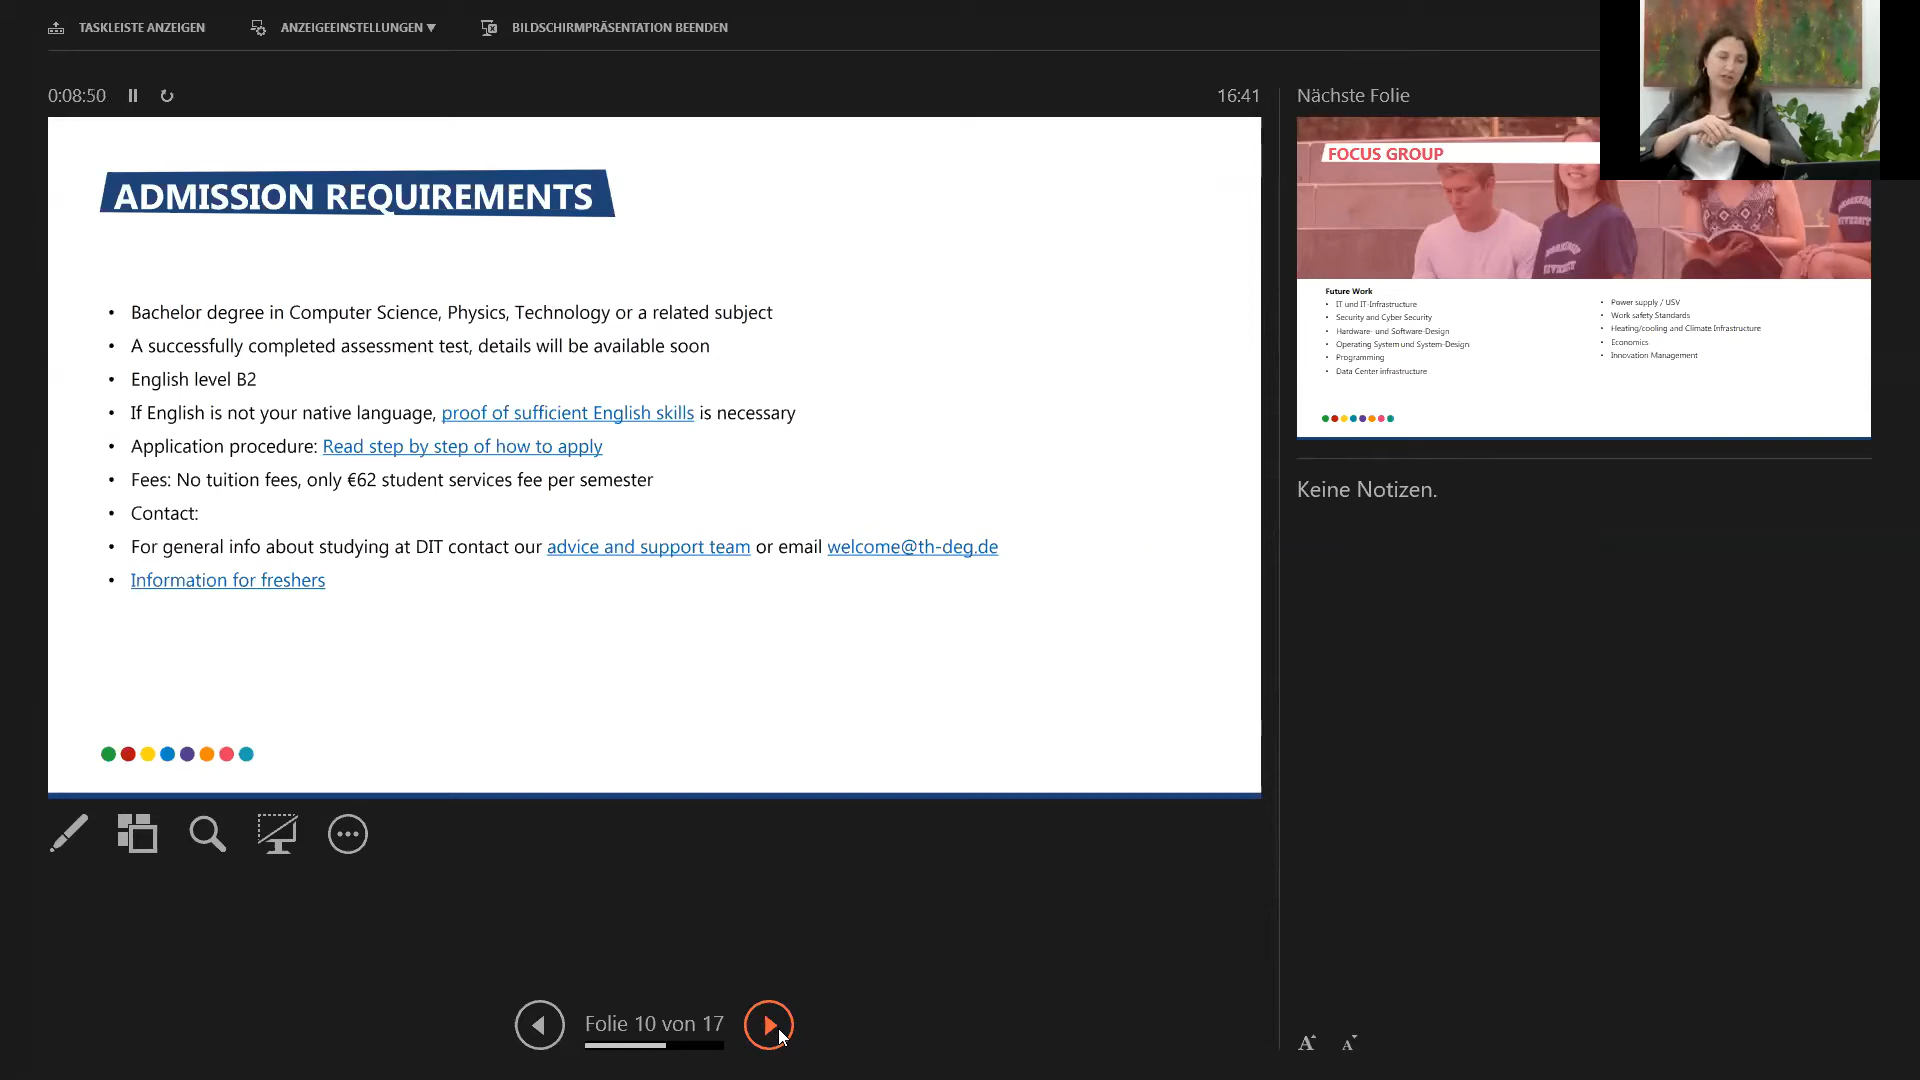 TASKLEISTE ANZEIGEN
ANZEIGEEINSTELLUNGEN ▼
BILDSCHIRMPRÄSENTATION BEENDEN
0:08:50
16:41
ADMISSION REQUIREMENTS
• Bachelor degree in Computer Science, Physics, Technology or a related subject
• A successfully completed assessment test, details will be available soon
• English level B2
• If English is not your native language, proof of sufficient English skills is necessary
• Application procedure: Read step by step of how to apply
• Fees: No tuition fees, only €62 student services fee per semester
• Contact:
• For general info about studying at DIT contact our advice and support team or email welcome@th-deg.de
• Information for freshers
Folie 10 von 17
Nächste Folie
FOCUS GROUP
Future Work
• IT und IT-Infrastructure
• Security and Cyber Security
• Hardware- und Software-Design
• Operating System und System-Design
• Programming
• Data Center infrastructure
• Power supply / USV
• Work safety Standards
• Heating/cooling and Climate Infrastructure
• Economics
• Innovation Management
Keine Notizen.
A A